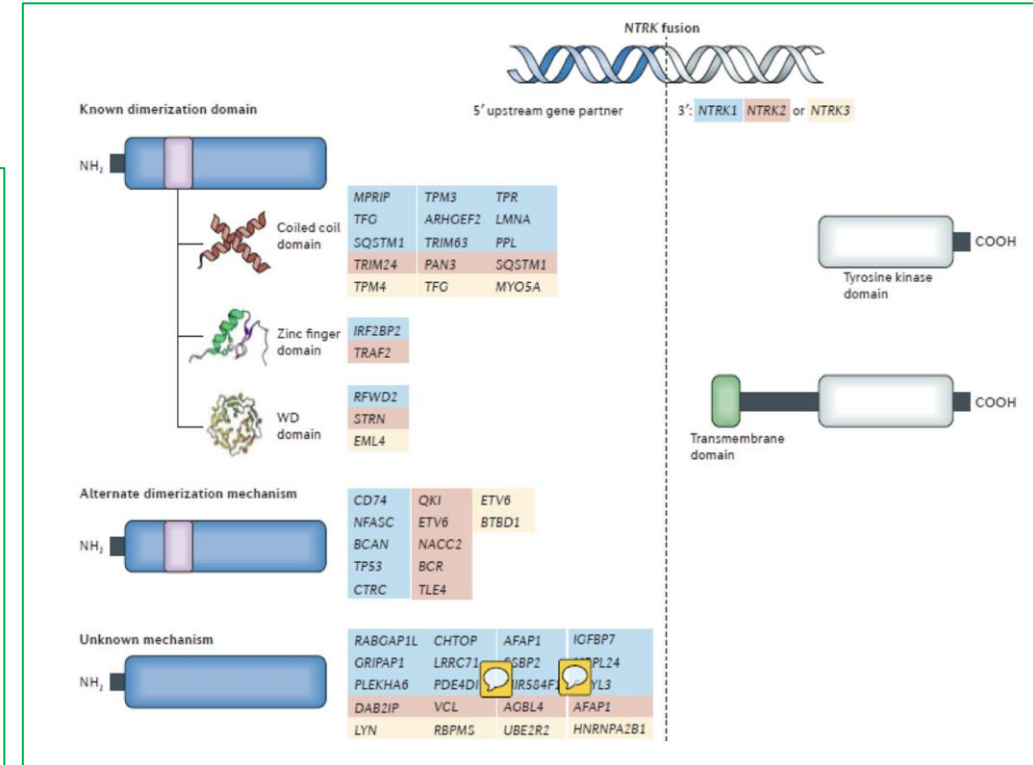 NTRK fusion
5′ upstream gene partner
3′: NTRK1 NTRK2 or NTRK3
Known dimerization domain
NH₂
Coiled coil
domain
MPRIP TPM3 TPR
TFG ARHGEF2 LMNA
SQSTM1 TRIM63 PPL
TRIM24 PAN3 SQSTM1
TPM4 TFG MYO5A
Zinc finger
domain
IRF2BP2
TRAF2
WD
domain
RFWD2
STRN
EML4
COOH
Tyrosine kinase
domain
COOH
Transmembrane
domain
Alternate dimerization mechanism
NH₂
CD74 QKI ETV6
NFASC ETV6 BTBD1
BCAN NACC2
TP53 BCR
CTRC TLE4
Unknown mechanism
NH₂
RABGAP1L CHTOP AFAP1 IGFBP7
GRIPAP1 LRRC71
PLEKHA6
DAB2IP VCL AGBL4 AFAP1
LYN RBPMS UBE2R2 HNRNPA2B1